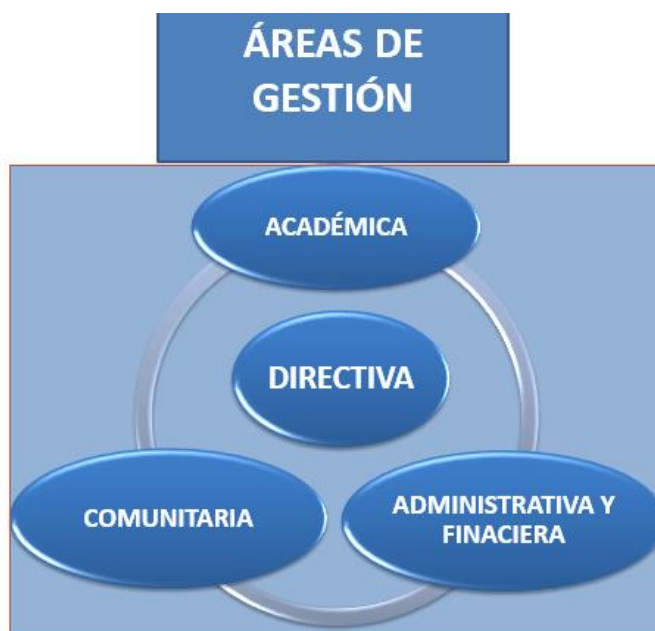 ÁREAS DE
GESTIÓN
ACADÉMICA
DIRECTIVA
COMUNITARIA
ADMINISTRATIVA Y
FINACIERA